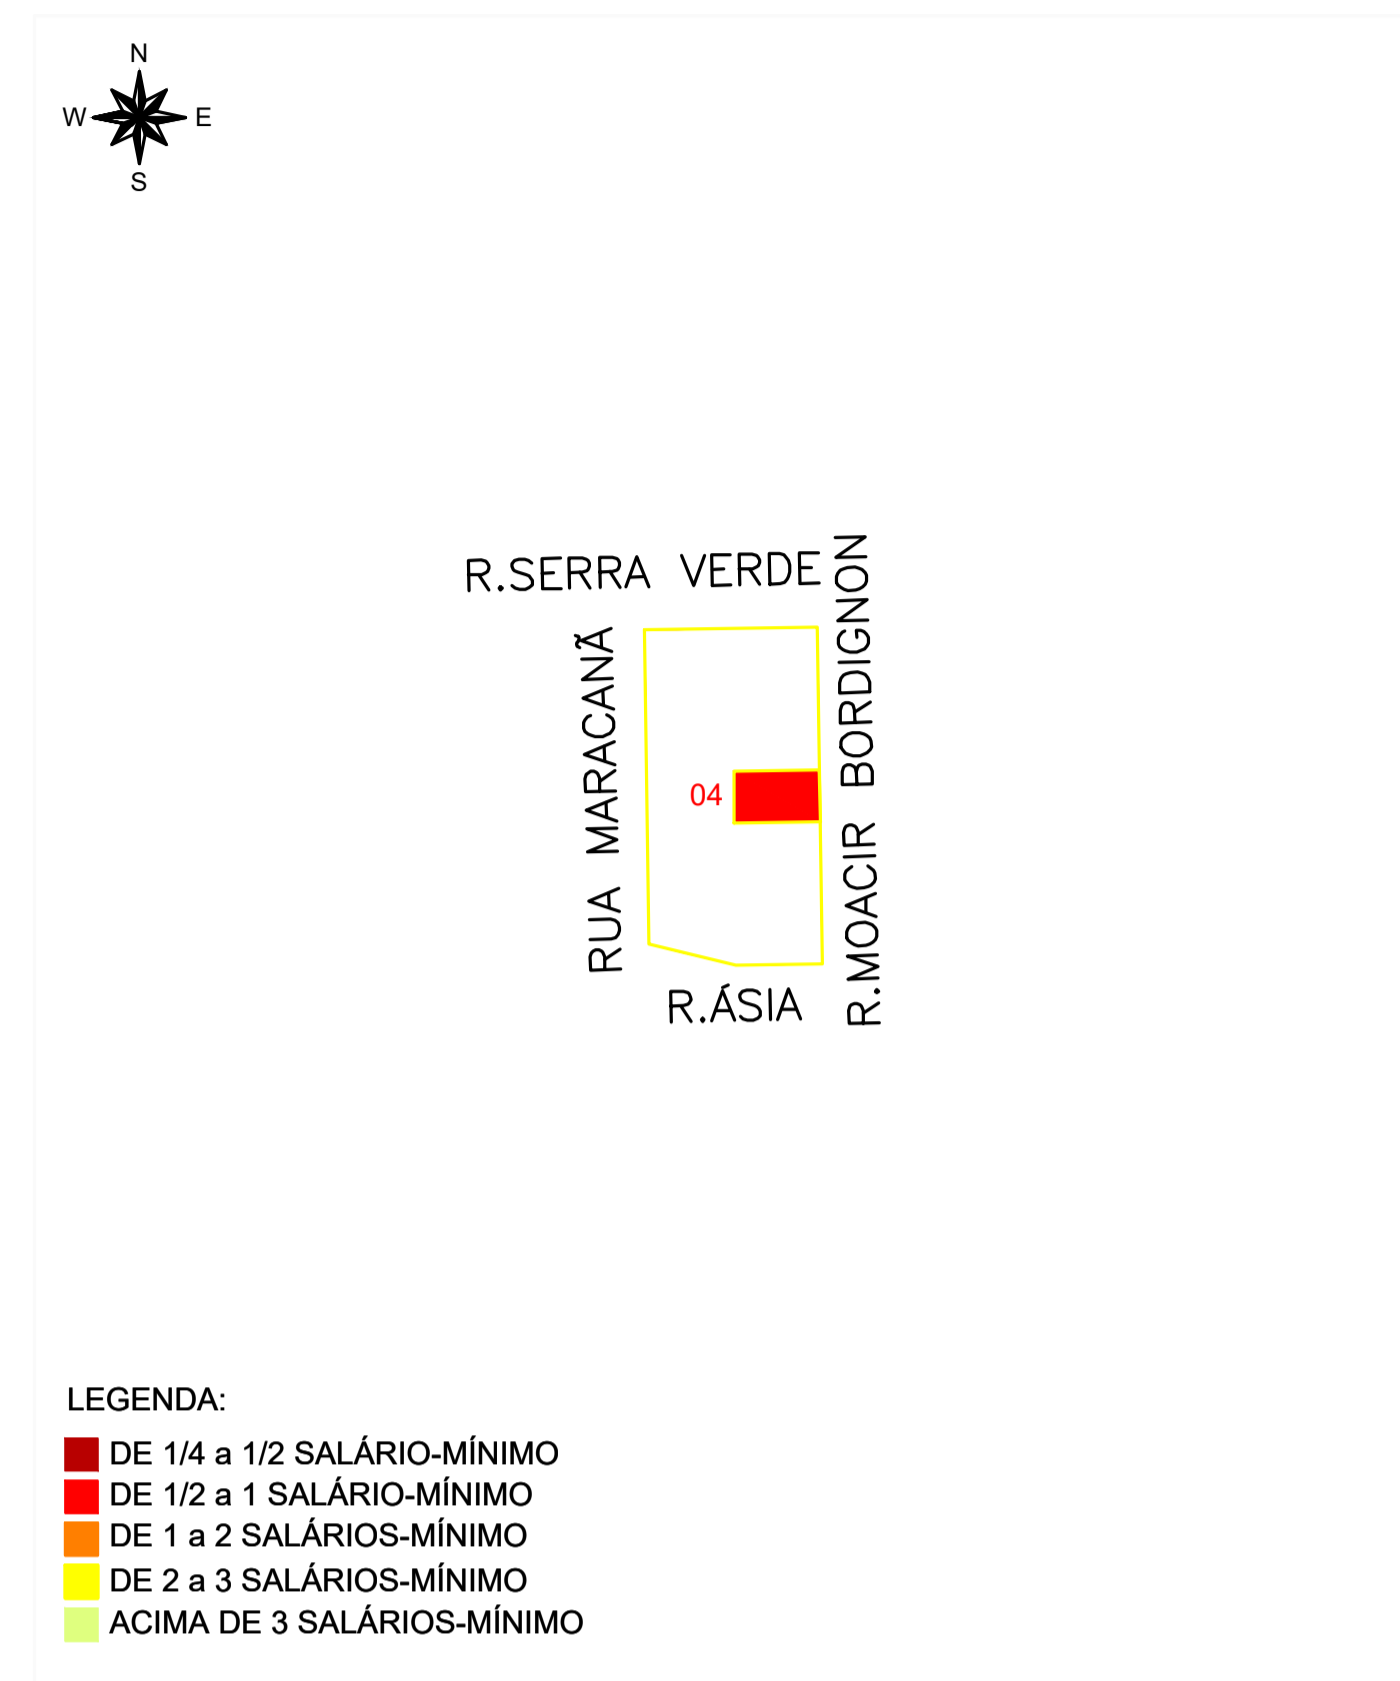 N
W E
S
R.SERRA VERDE
R.MOACIR BORDIGNON
RUA MARACANÃ
04
R.ÁSIA
LEGENDA:
DE 1/4 a 1/2 SALÁRIO-MÍNIMO
DE 1/2 a 1 SALÁRIO-MÍNIMO
DE 1 a 2 SALÁRIOS-MÍNIMO
DE 2 a 3 SALÁRIOS-MÍNIMO
ACIMA DE 3 SALÁRIOS-MÍNIMO